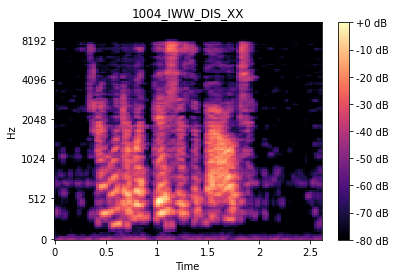 1004_IWW_DIS_XX
+0 dB
8192
-10 dB
4096
-20 dB
-30 dB
2048
Hz
-40 dB
1024
-50 dB
512
-60 dB
-70 dB
0
-80 dB
0 0.5 1 1.5 2 2.5
Time